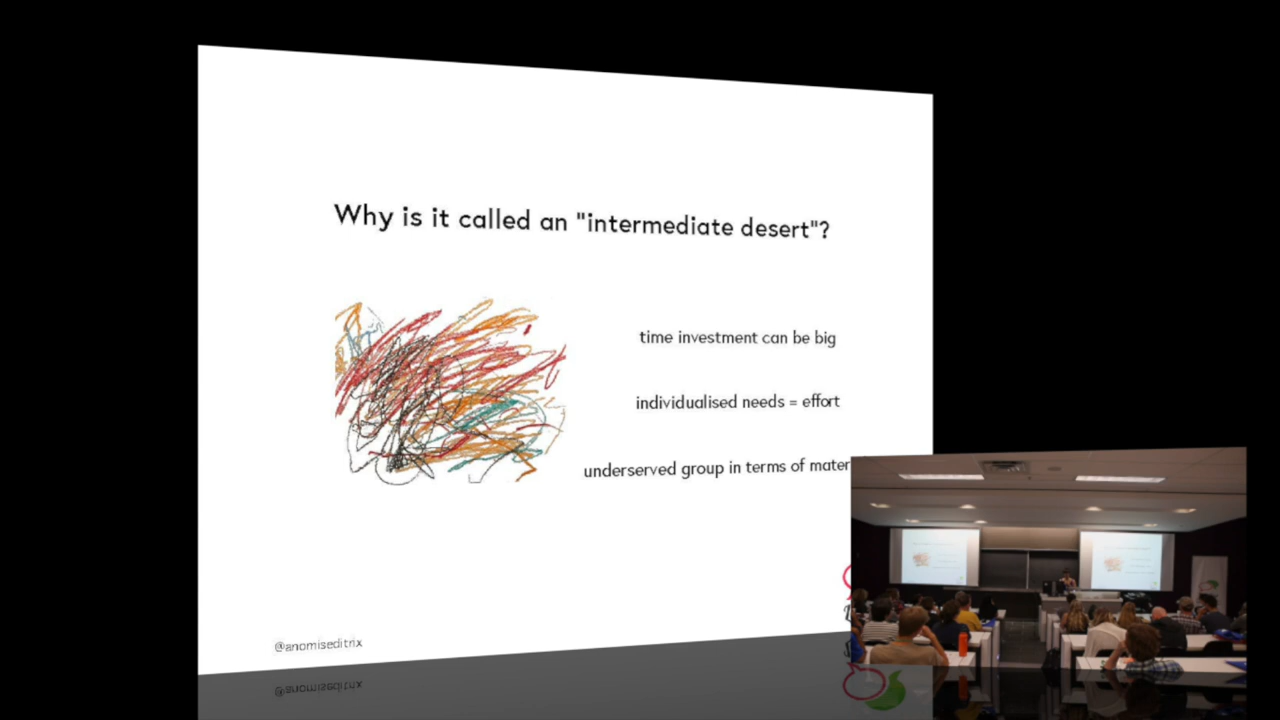 Why is it called an "intermediate desert"?
time investment can be big
individualised needs = effort
underserved group in terms of
@anomiseditrix